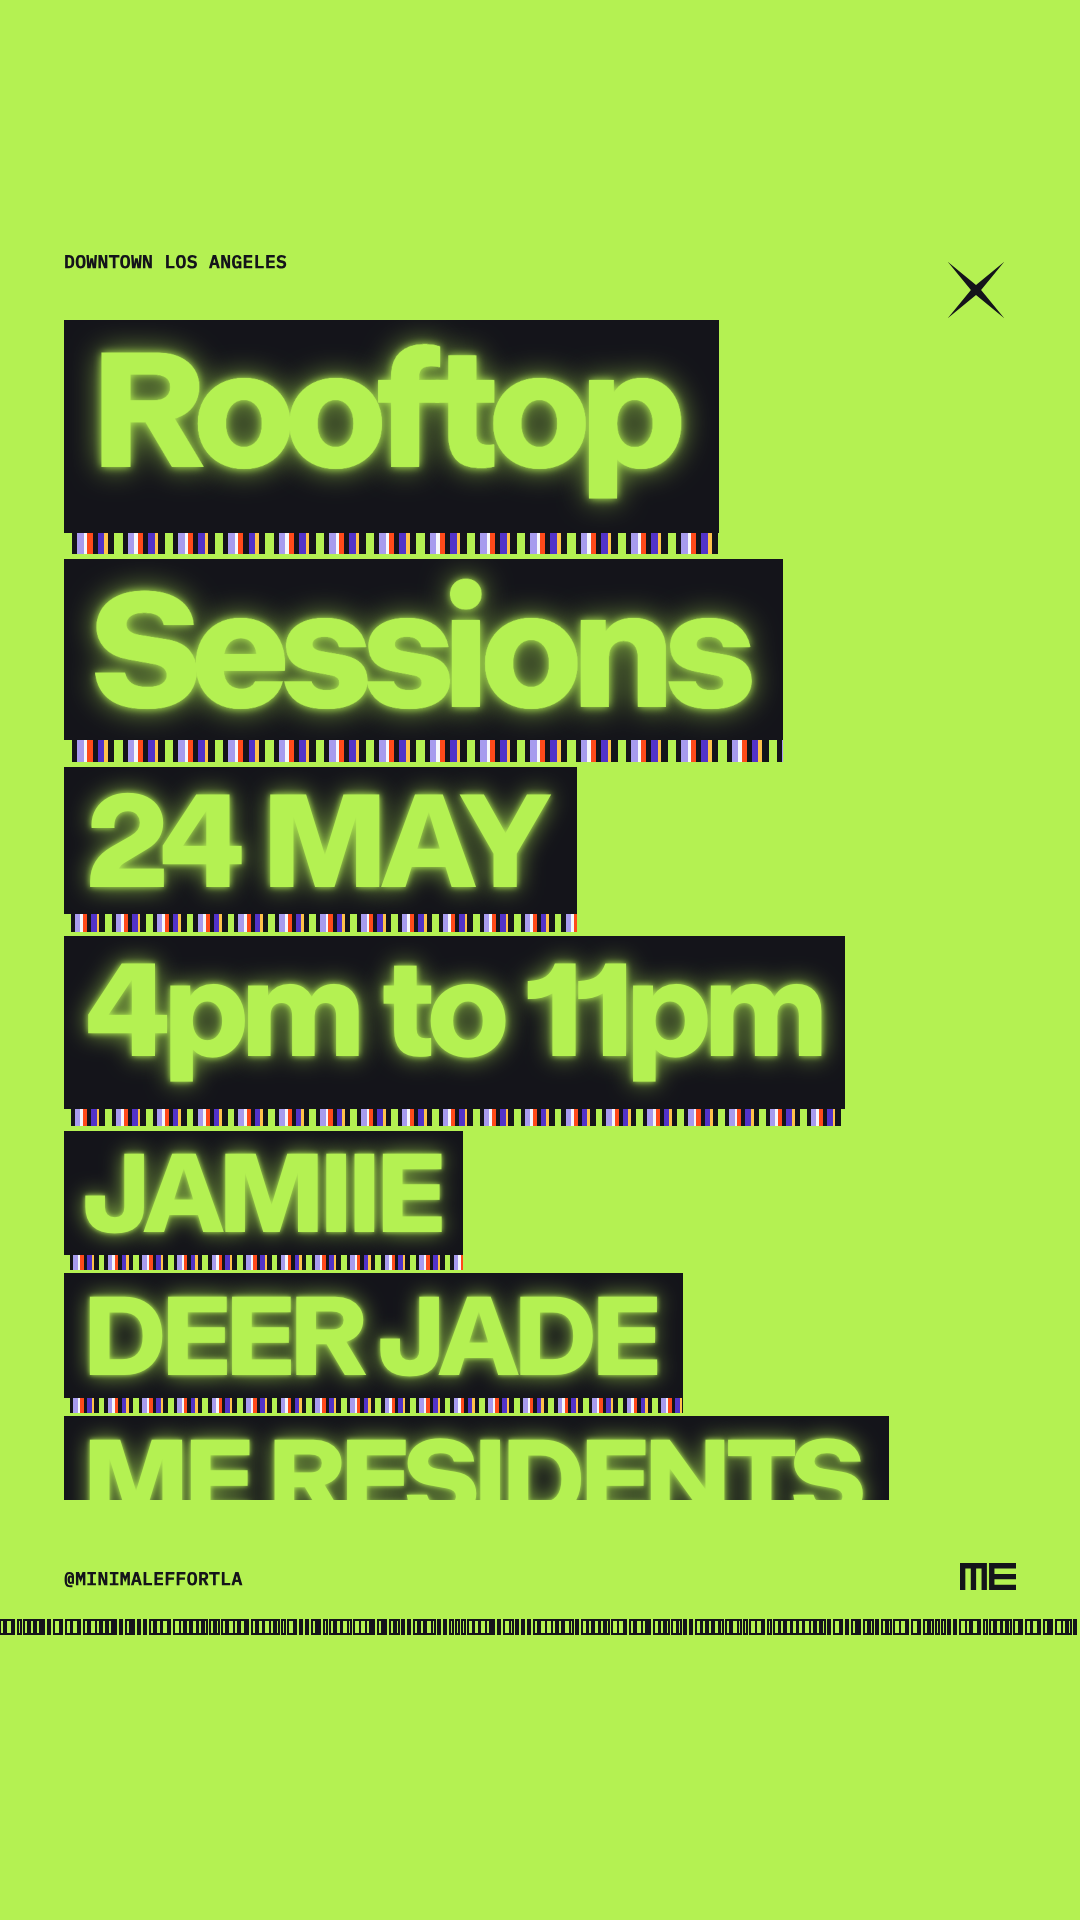 DOWNTOWN LOS ANGELES
Rooftop
Sessions
24 MAY
4pm to 11pm
JAMIIE
DEER JADE
ME RESIDENTS
@MINIMALEFFORTLA
ME